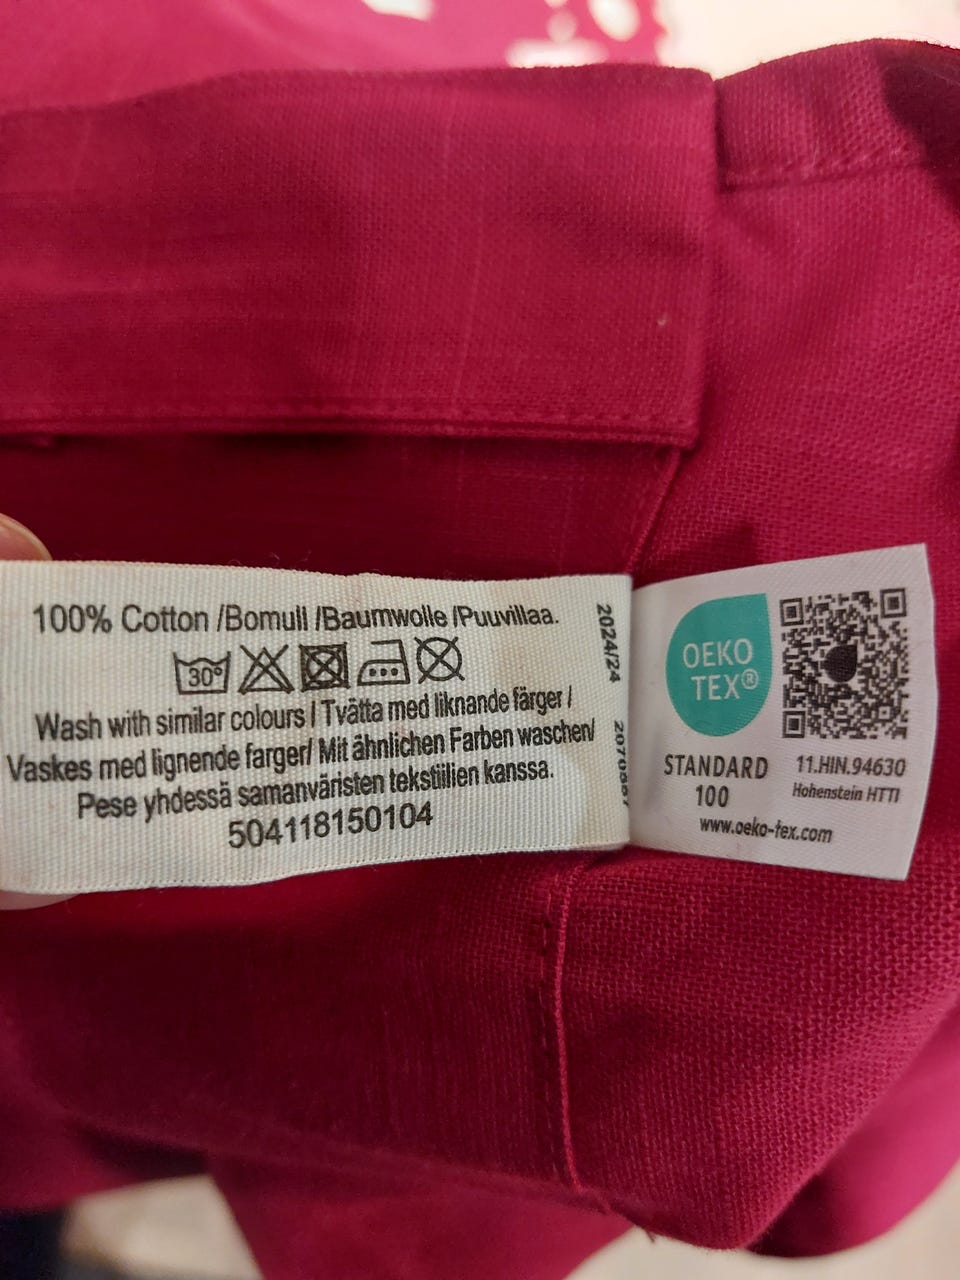 100% Cotton /Bomull /Baumwolle /Puuvillaa.
30°
Wash with similar colours / Tvätta med liknande färger /
Vaskes med lignende farger/ Mit ähnlichen Farben waschen/
Pese yhdessä samanväristen tekstiilien kanssa.
504118150104
2024/24
OEKO
TEX®
STANDARD
100
11.HIN.94630
Hohenstein HTTI
www.oeko-tex.com